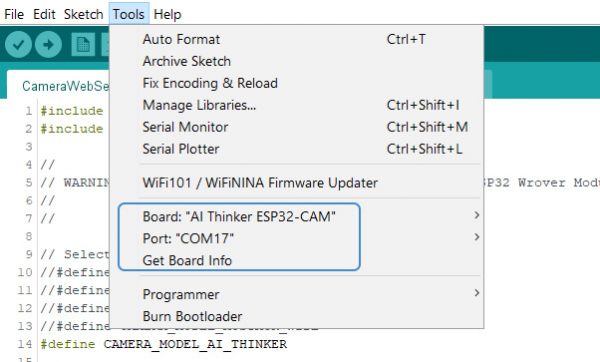 File Edit Sketch Tools Help
CameraWebSe
Auto Format Ctrl+T
Archive Sketch
Fix Encoding & Reload
Manage Libraries... Ctrl+Shift+I
Serial Monitor Ctrl+Shift+M
Serial Plotter Ctrl+Shift+L
WiFi101 / WiFiNINA Firmware Updater
Board: "AI Thinker ESP32-CAM"
Port: "COM17"
Get Board Info
Programmer
Burn Bootloader
1 #include
2 #include
3
4 //
5 // WARNIN SP32 Wrover Modu
6 //
7 //
8
9 // Select
10 //#define
11 //#define
12 //#define
13 //#define
14 #define CAMERA_MODEL_AI_THINKER